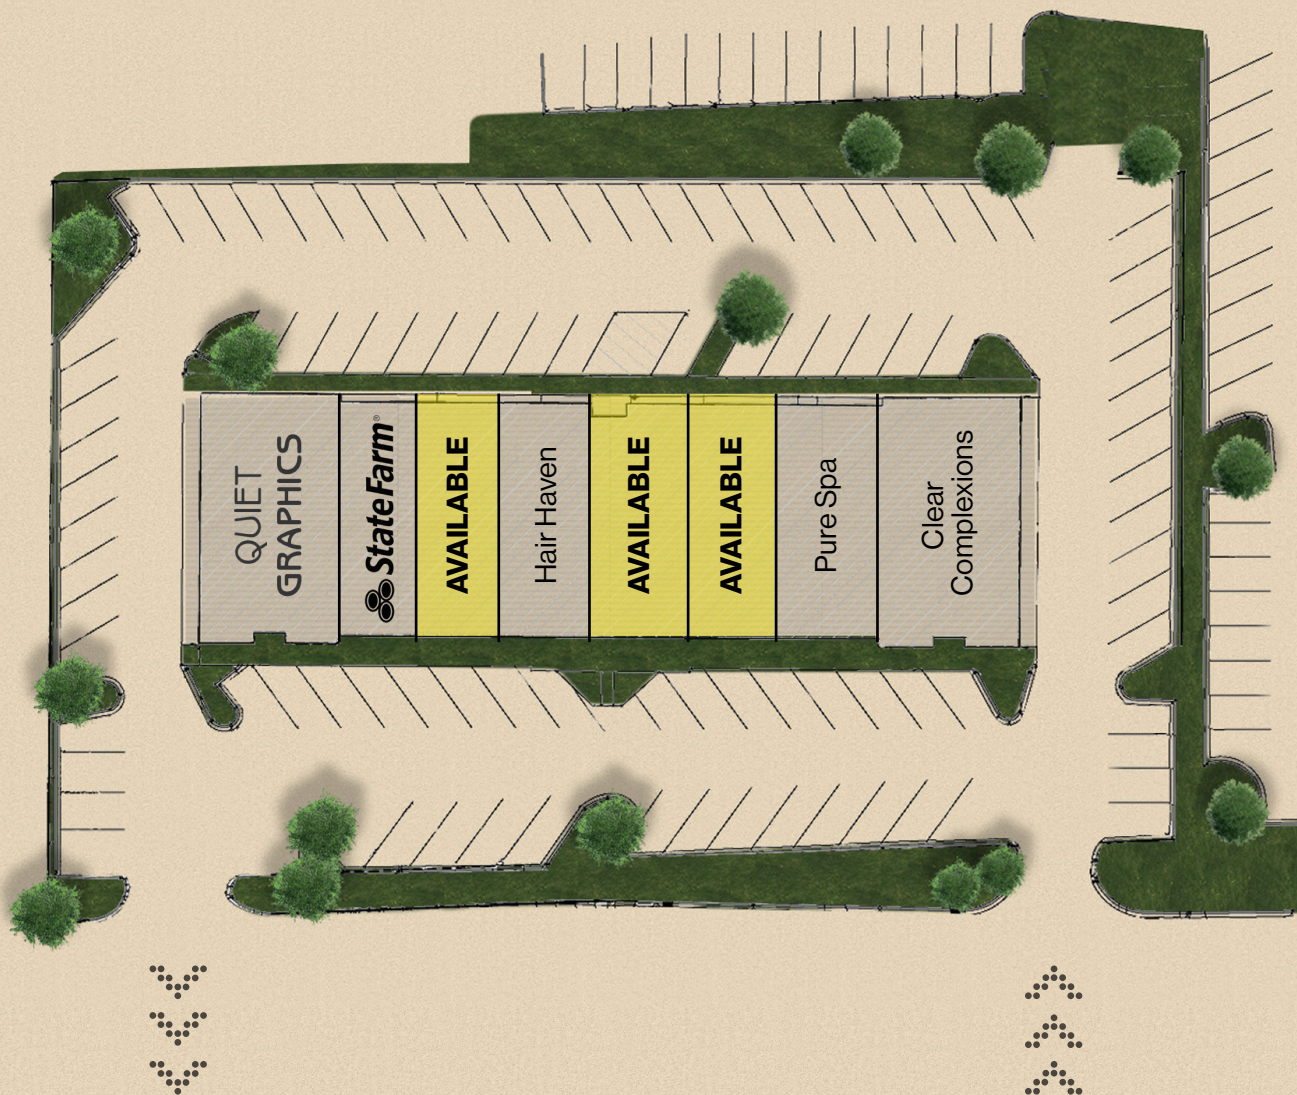 QUIET
GRAPHICS
StateFarm®
AVAILABLE
Hair Haven
AVAILABLE
AVAILABLE
Pure Spa
Clear
Complexions